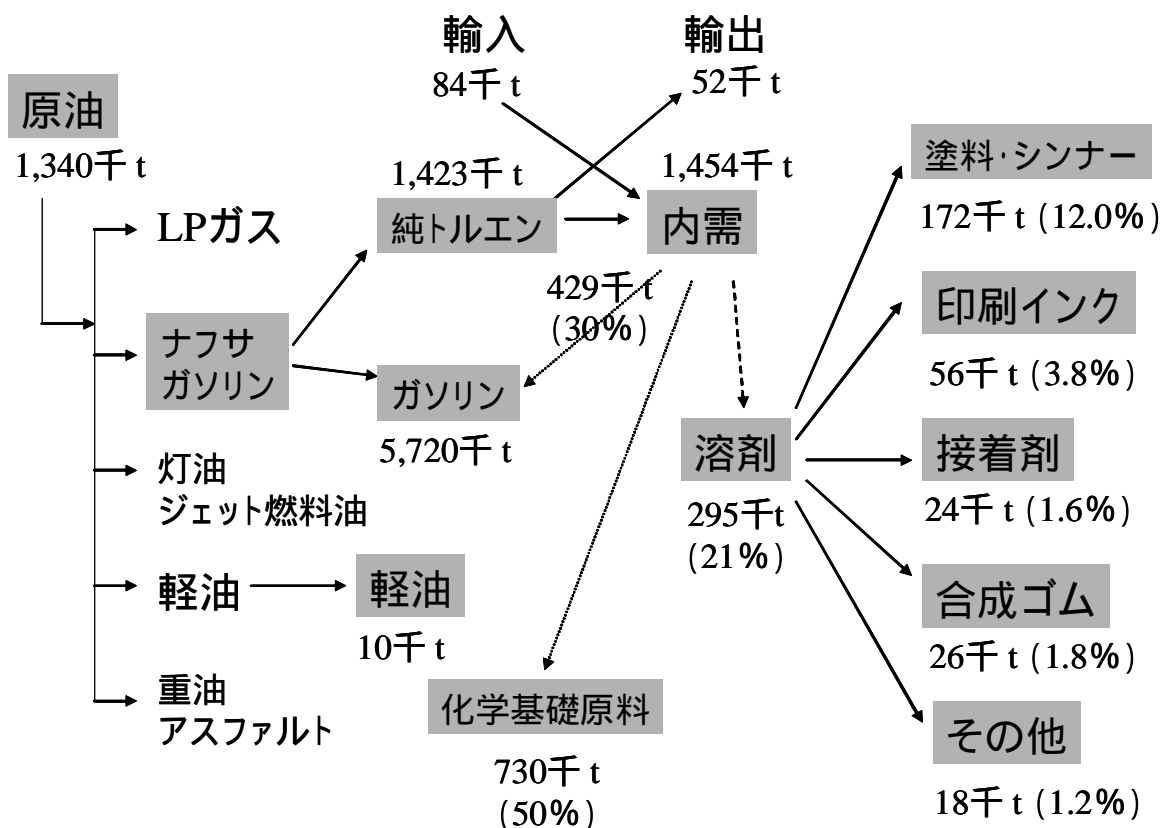 輸入
84千 t
輸出
52千 t
原油
1,340千 t
LPガス
ナフサ
ガソリン
灯油
ジェット燃料油
軽油
重油
アスファルト
1,423千 t
純トルエン
ガソリン
5,720千 t
軽油
10千 t
1,454千 t
内需
429千 t
(30%)
化学基礎原料
730千 t
(50%)
溶剤
295千t
(21%)
塗料・シンナー
172千 t (12.0%)
印刷インク
56千 t (3.8%)
接着剤
24千 t (1.6%)
合成ゴム
26千 t (1.8%)
その他
18千 t (1.2%)